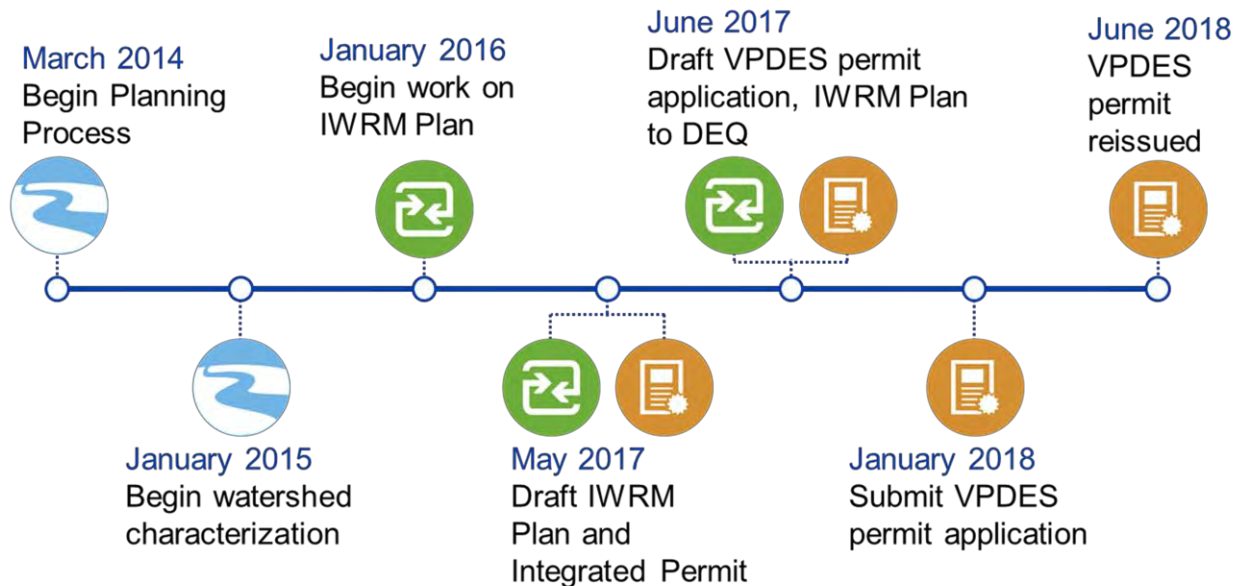 March 2014
Begin Planning
Process
January 2015
Begin watershed
characterization
January 2016
Begin work on
IWRM Plan
May 2017
Draft IWRM
Plan and
Integrated Permit
June 2017
Draft VPDES permit
application, IWRM Plan
to DEQ
January 2018
Submit VPDES
permit application
June 2018
VPDES
permit
reissued